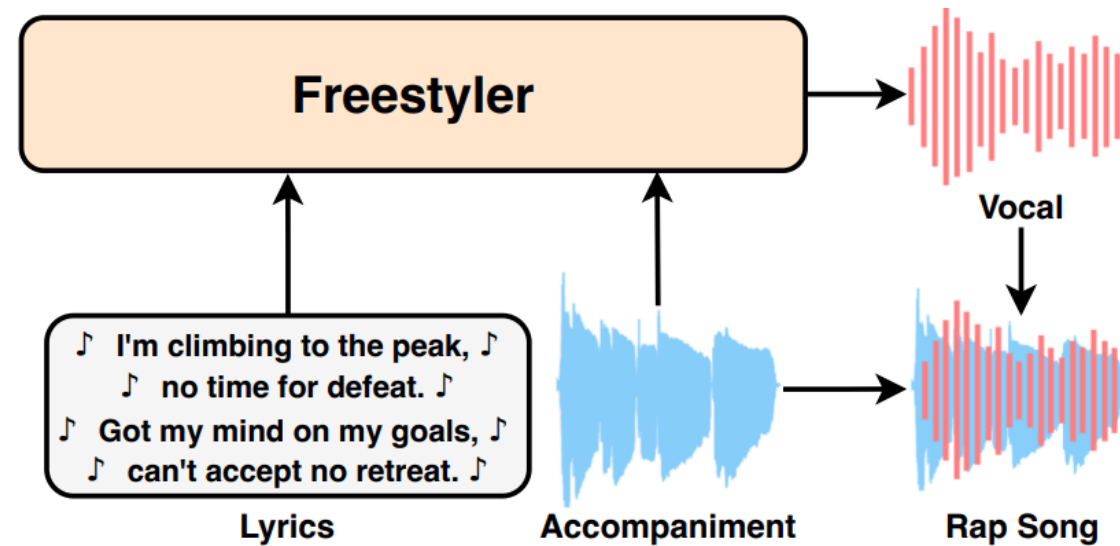 Freestyler
Vocal
♪ I'm climbing to the peak, ♪
♪ no time for defeat. ♪
♪ Got my mind on my goals, ♪
♪ can't accept no retreat. ♪
Lyrics
Accompaniment
Rap Song